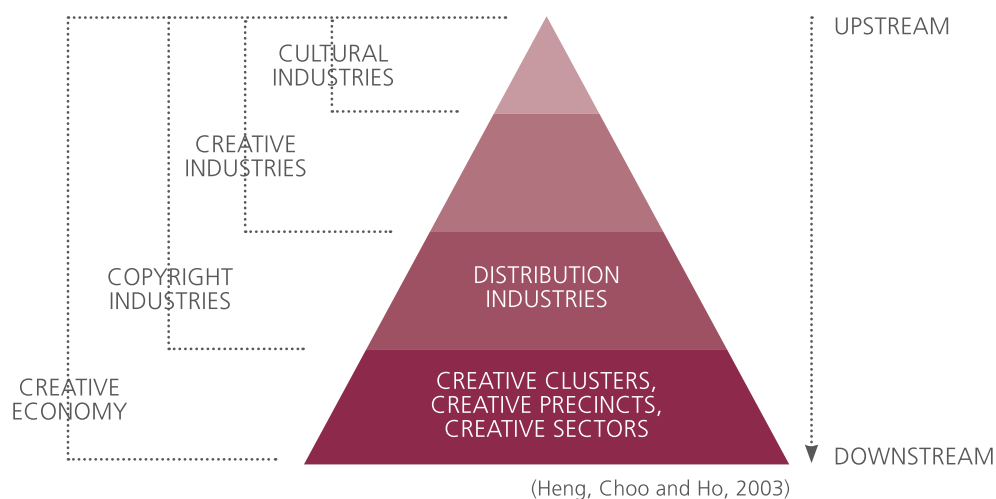 UPSTREAM
CULTURAL
INDUSTRIES
CREATIVE
INDUSTRIES
COPYRIGHT
INDUSTRIES
DISTRIBUTION
INDUSTRIES
CREATIVE
ECONOMY
CREATIVE CLUSTERS,
CREATIVE PRECINCTS,
CREATIVE SECTORS
DOWNSTREAM
(Heng, Choo and Ho, 2003)